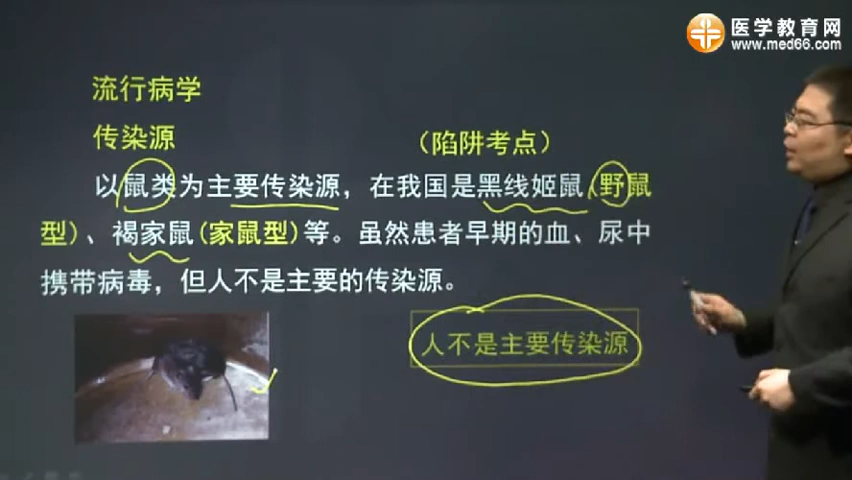 医学教育网
www.med66.com
流行病学
传染源
（陷阱考点）
以鼠类为主要传染源，在我国是黑线姬鼠（野鼠
型）、褐家鼠（家鼠型）等。虽然患者早期的血、尿中
携带病毒，但人不是主要的传染源。
人不是主要传染源